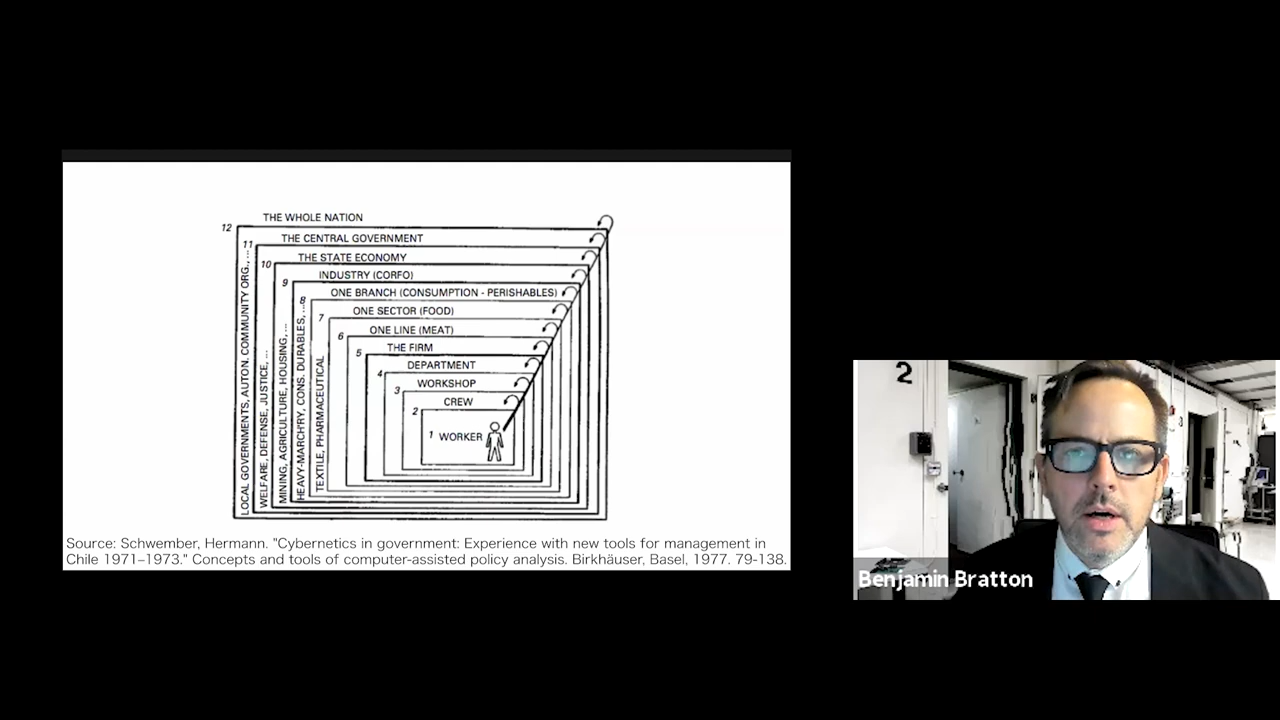 12 THE WHOLE NATION
11 THE CENTRAL GOVERNMENT
10 THE STATE ECONOMY
9 INDUSTRY (CORFO)
8 ONE BRANCH (CONSUMPTION - PERISHABLES)
7 ONE SECTOR (FOOD)
6 ONE LINE (MEAT)
5 THE FIRM
4 DEPARTMENT
3 WORKSHOP
2 CREW
1 WORKER
LOCAL GOVERNMENTS, AUTON. COMMUNITY ORG., ...
WELFARE, DEFENSE, JUSTICE, ...
MINING, AGRICULTURE, HOUSING, ...
HEAVY-MARCH'RY, CONS. DURABLES, ...
TEXTILE, PHARMACEUTICAL
Source: Schwember, Hermann. "Cybernetics in government: Experience with new tools for management in
Chile 1971–1973." Concepts and tools of computer-assisted policy analysis. Birkhäuser, Basel, 1977. 79-138.
2
Benjamin Bratton